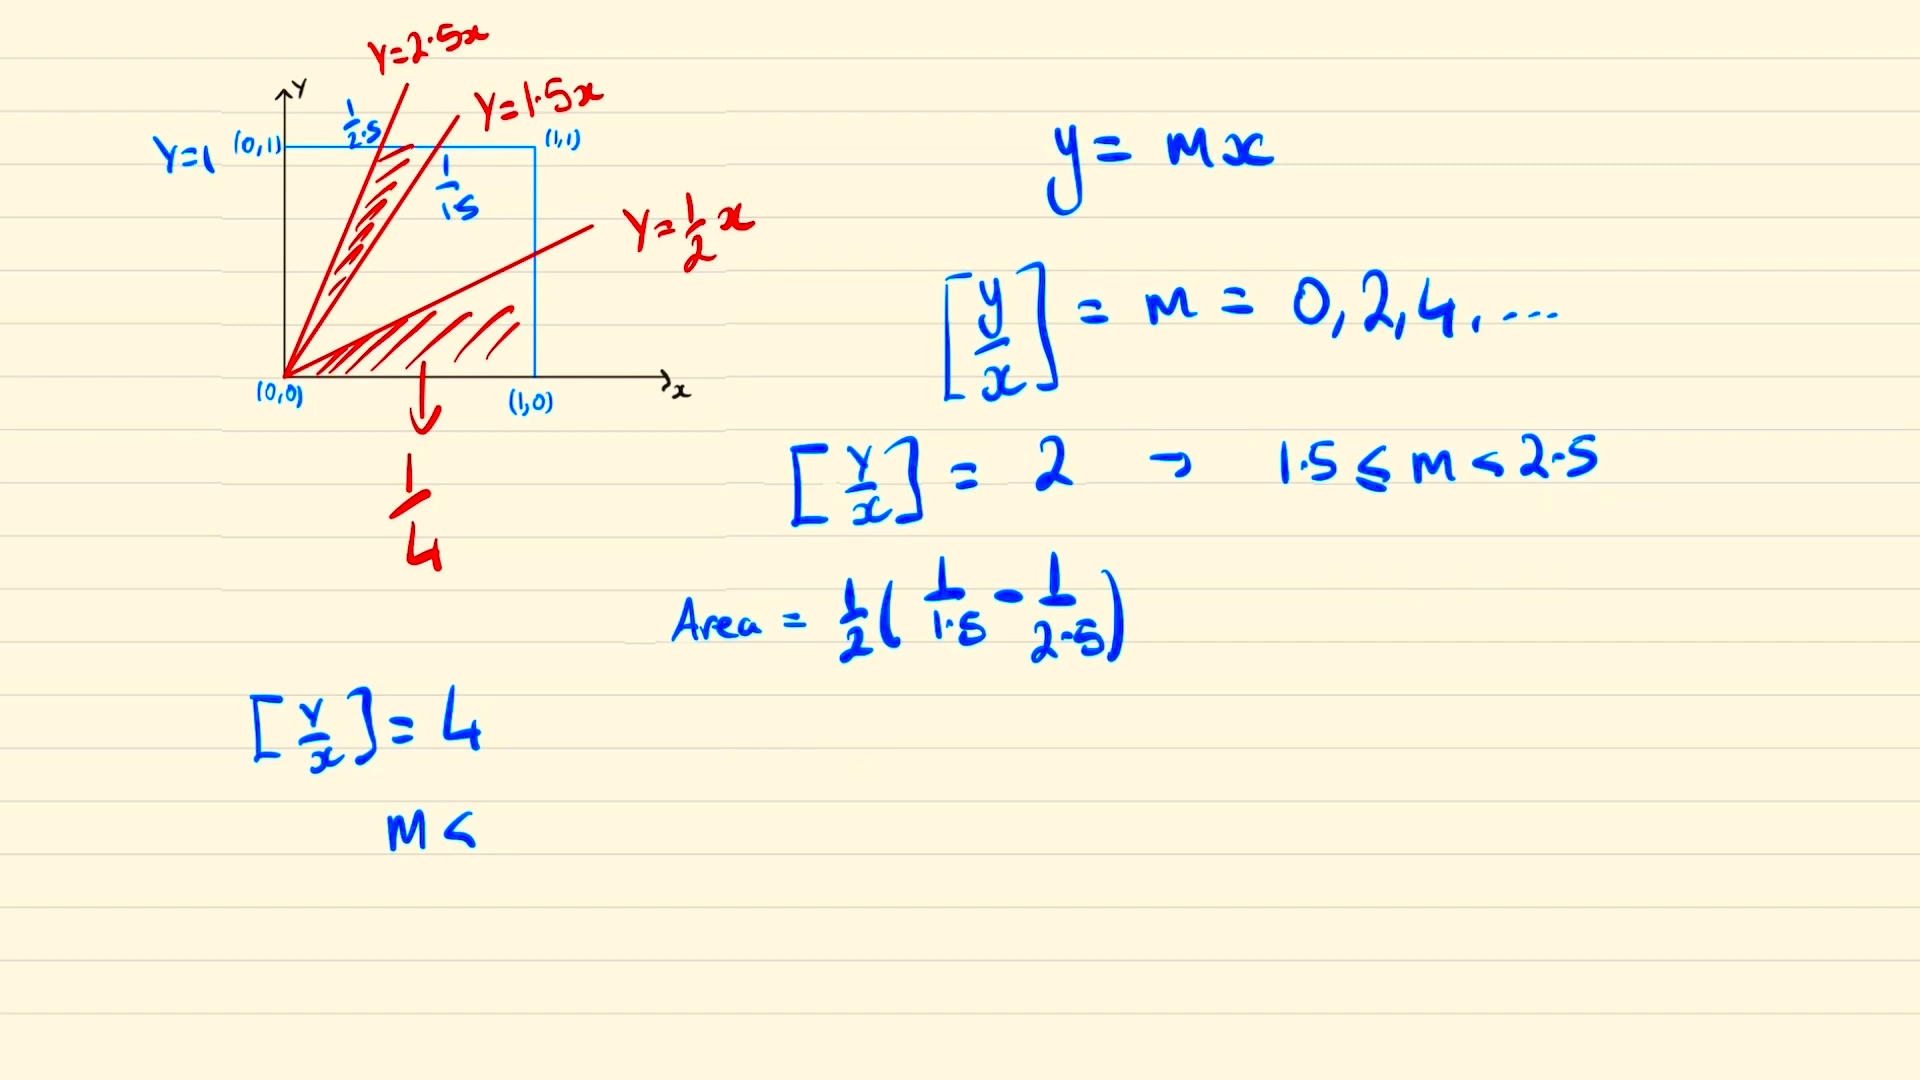 Y=2.5x
Y=1.5x
Y
1/2.5
Y=1 (0,1) (1,1)
1/15
Y=1/2 x
(0,0) (1,0) x
1/4
y = mx
[y/x] = m = 0, 2, 4, ...
[Y/x] = 2 → 1.5 ≤ m < 2.5
Area = 1/2 ( 1/1.5 - 1/2.5 )
[Y/x] = 4
m <